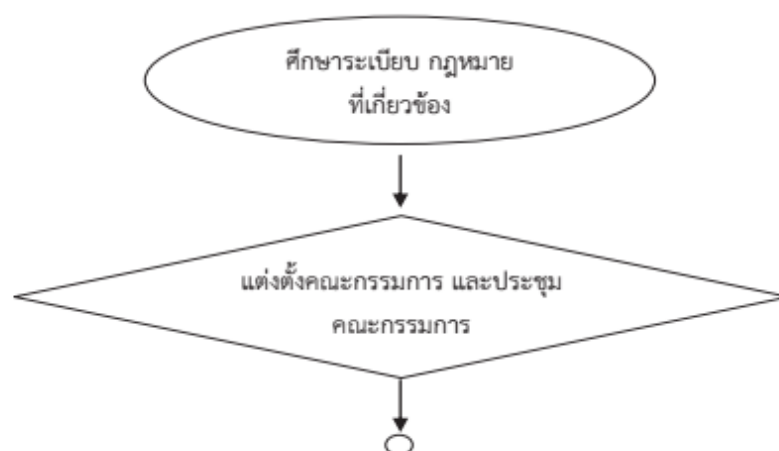 ศึกษาระเบียบ กฎหมาย
ที่เกี่ยวข้อง
แต่งตั้งคณะกรรมการ และประชุม
คณะกรรมการ